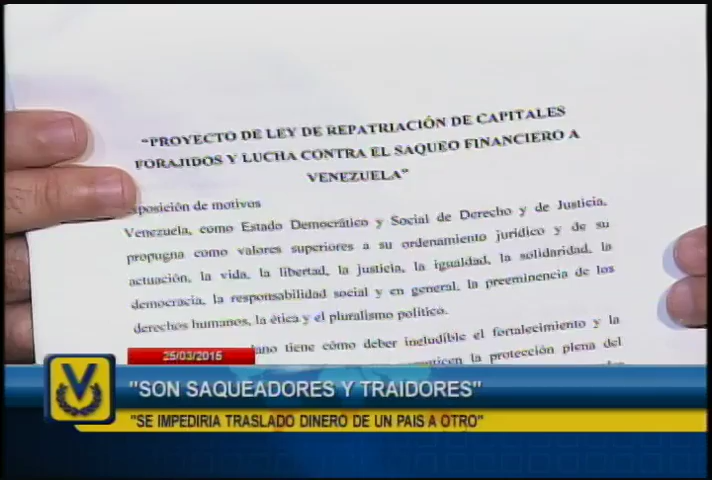 "PROYECTO DE LEY DE REPATRIACIÓN DE CAPITALES
FORAJIDOS Y LUCHA CONTRA EL SAQUEO FINANCIERO A
VENEZUELA"
xposición de motivos
Venezuela, como Estado Democrático y Social de Derecho y de Justicia,
propugna como valores superiores a su ordenamiento jurídico y de su
actuación, la vida, la libertad, la justicia, la igualdad, la solidaridad, la
democracia, la responsabilidad social y en general, la preeminencia de los
derechos humanos, la ética y el pluralismo político.
tiene cómo deber ineludible el fortalecimiento y la
la protección plena del
25/03/2015
"SON SAQUEADORES Y TRAIDORES"
"SE IMPEDIRIA TRASLADO DINERO DE UN PAIS A OTRO"